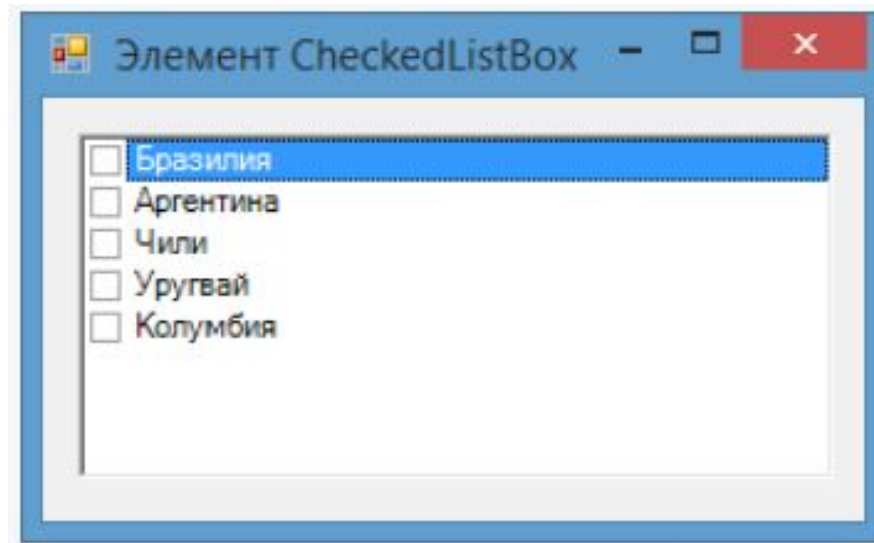 Элемент CheckedListBox
Бразилия
Аргентина
Чили
Уругвай
Колумбия